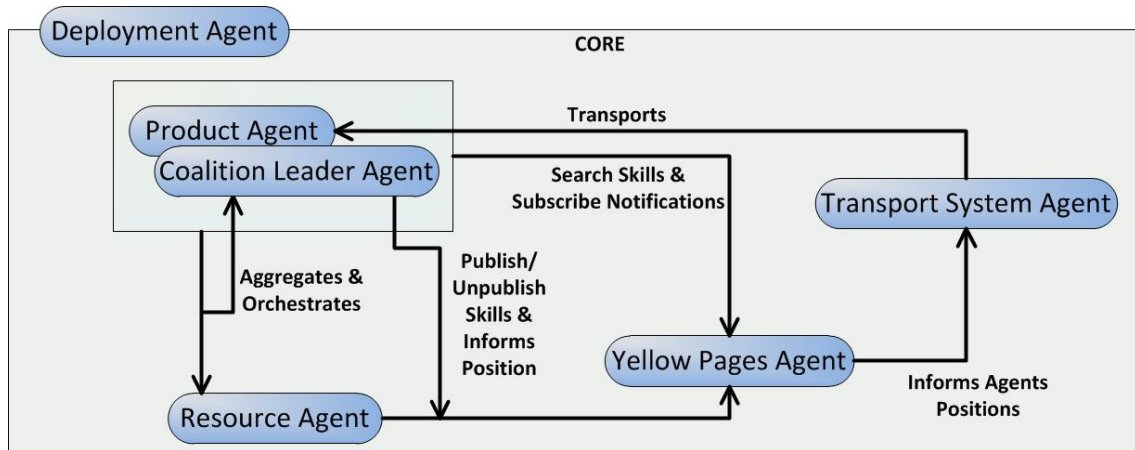 Deployment Agent
CORE
Product Agent
Coalition Leader Agent
Transports
Search Skills &
Subscribe Notifications
Transport System Agent
Aggregates &
Orchestrates
Publish/
Unpublish
Skills &
Informs
Position
Yellow Pages Agent
Informs Agents
Positions
Resource Agent